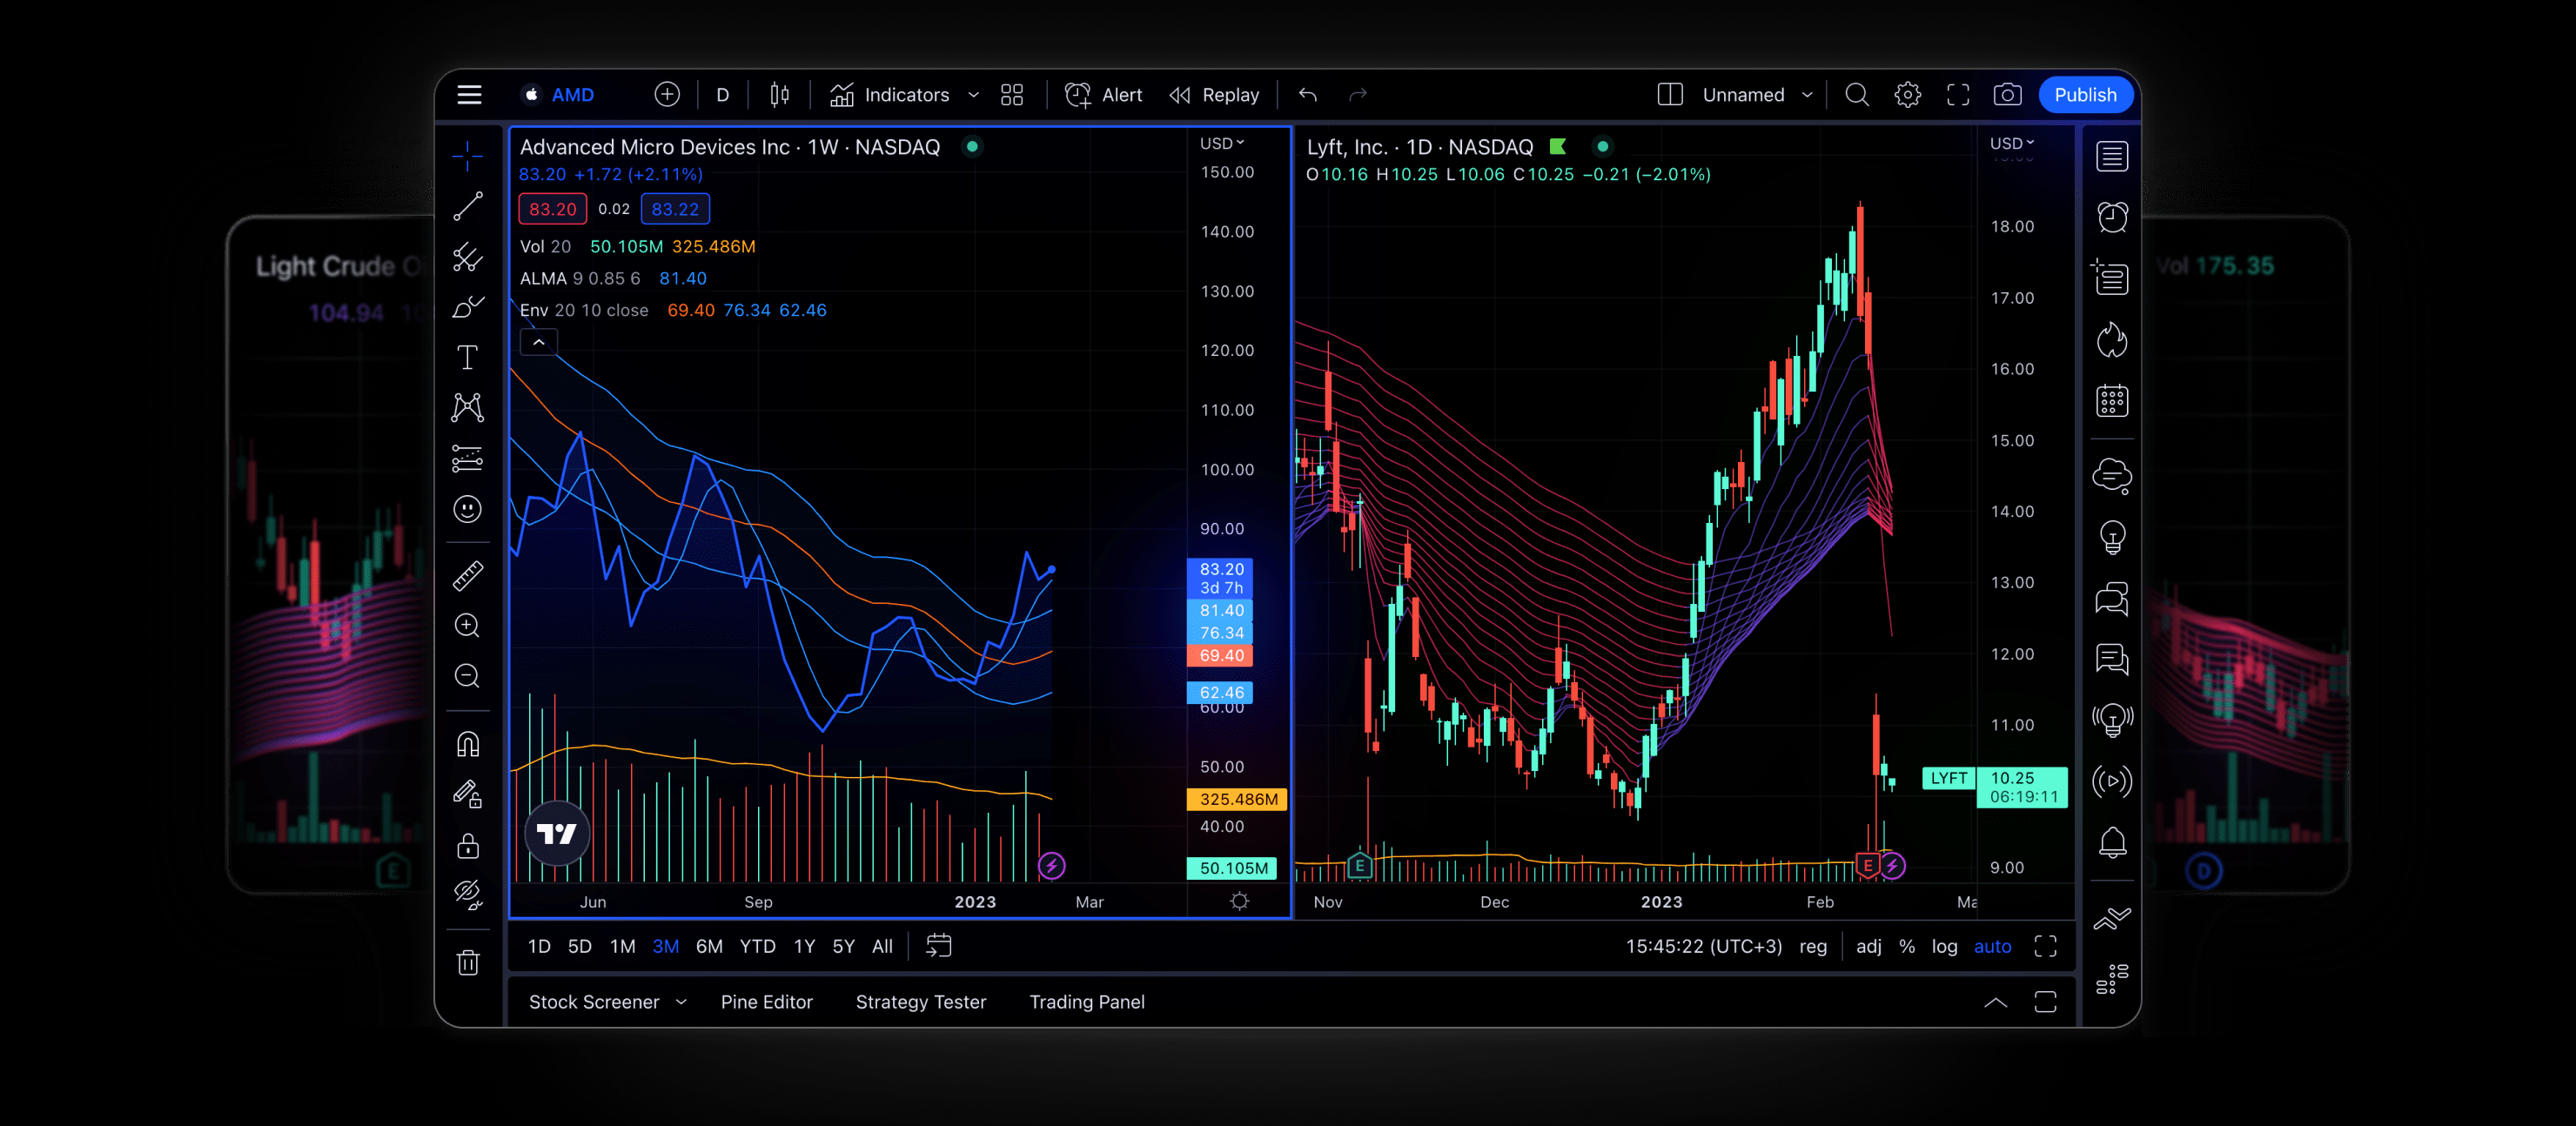 AMD D Indicators Alert Replay Unnamed Publish
Advanced Micro Devices Inc · 1W · NASDAQ
83.20 +1.72 (+2.11%)
83.20 0.02 83.22
Vol 20 50.105M 325.486M
ALMA 9 0.85 6 81.40
Env 20 10 close 69.40 76.34 62.46
USD
150.00
140.00
130.00
120.00
110.00
100.00
90.00
83.20
3d 7h
81.40
76.34
69.40
62.46
60.00
50.00
325.486M
40.00
50.105M
Jun Sep 2023 Mar
Lyft, Inc. · 1D · NASDAQ
O10.16 H10.25 L10.06 C10.25 −0.21 (−2.01%)
USD
18.00
17.00
16.00
15.00
14.00
13.00
12.00
11.00
LYFT 10.25
06:19:11
9.00
E E
Nov Dec 2023 Feb Ma
1D 5D 1M 3M 6M YTD 1Y 5Y All 15:45:22 (UTC+3) reg adj % log auto
Stock Screener Pine Editor Strategy Tester Trading Panel
Light Crude
104.94
E
Vol 175.35
D